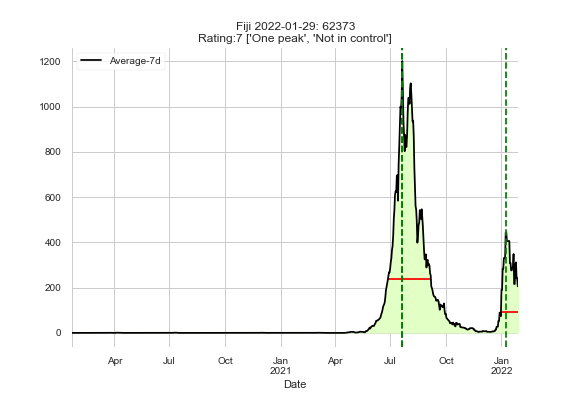 Fiji 2022-01-29: 62373
Rating:7 ['One peak', 'Not in control']
Average-7d
1200
1000
800
600
400
200
0
Apr
Jul
Oct
Jan
2021
Apr
Jul
Oct
Jan
2022
Date